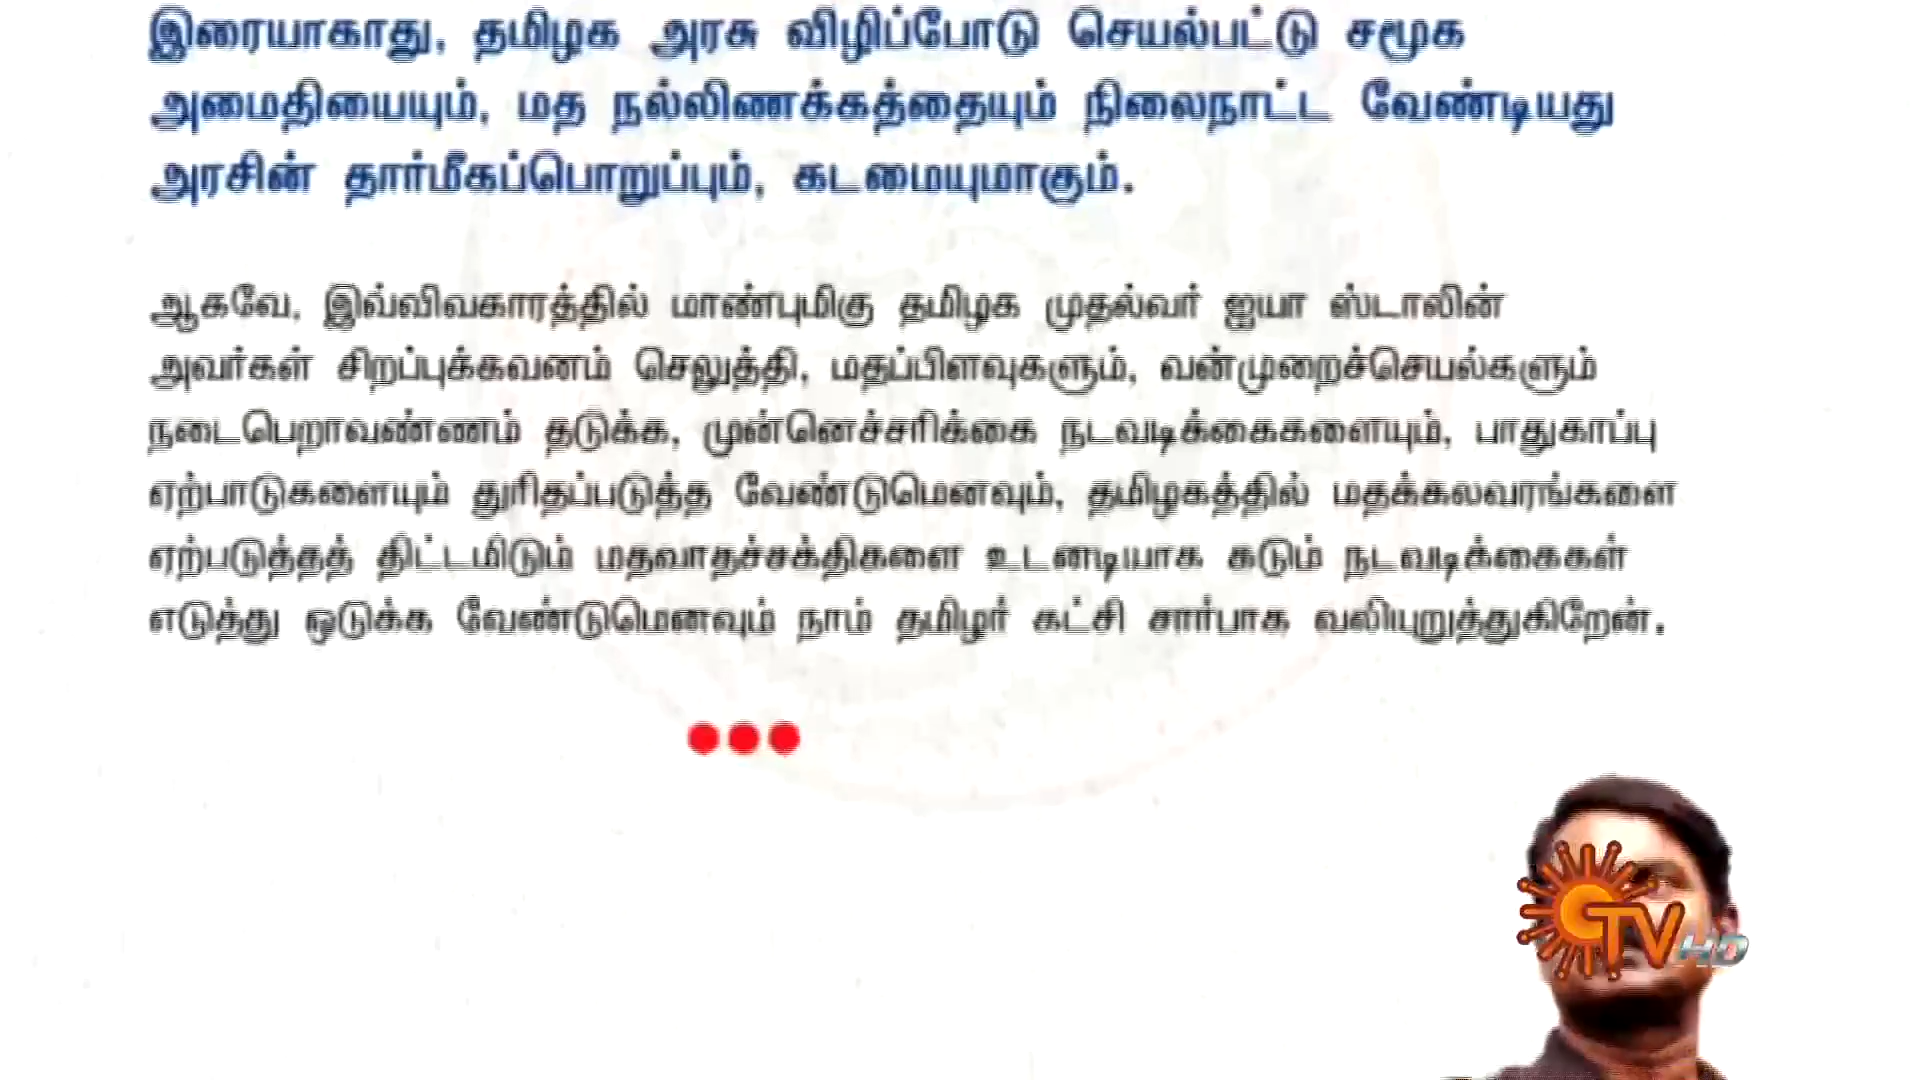 இரையாகாது, தமிழக அரசு விழிப்போடு செயல்பட்டு சமூக
அமைதியையும், மத நல்லிணக்கத்தையும் நிலைநாட்ட வேண்டியது
அரசின் தார்மீகப்பொறுப்பும், கடமையுமாகும்.
ஆகவே, இவ்விவகாரத்தில் மாண்புமிகு தமிழக முதல்வர் ஐயா ஸ்டாலின்
அவர்கள் சிறப்புக்கவனம் செலுத்தி, மதப்பிளவுகளும், வன்முறைச்செயல்களும்
நடைபெறாவண்ணம் தடுக்க, முன்னெச்சரிக்கை நடவடிக்கைகளையும், பாதுகாப்பு
ஏற்பாடுகளையும் துரிதப்படுத்த வேண்டுமெனவும், தமிழகத்தில் மதக்கலவரங்களை
ஏற்படுத்தத் திட்டமிடும் மதவாதச்சக்திகளை உடனடியாக கடும் நடவடிக்கைகள்
எடுத்து ஒடுக்க வேண்டுமெனவும் நாம் தமிழர் கட்சி சார்பாக வலியுறுத்துகிறேன்.
TV HD